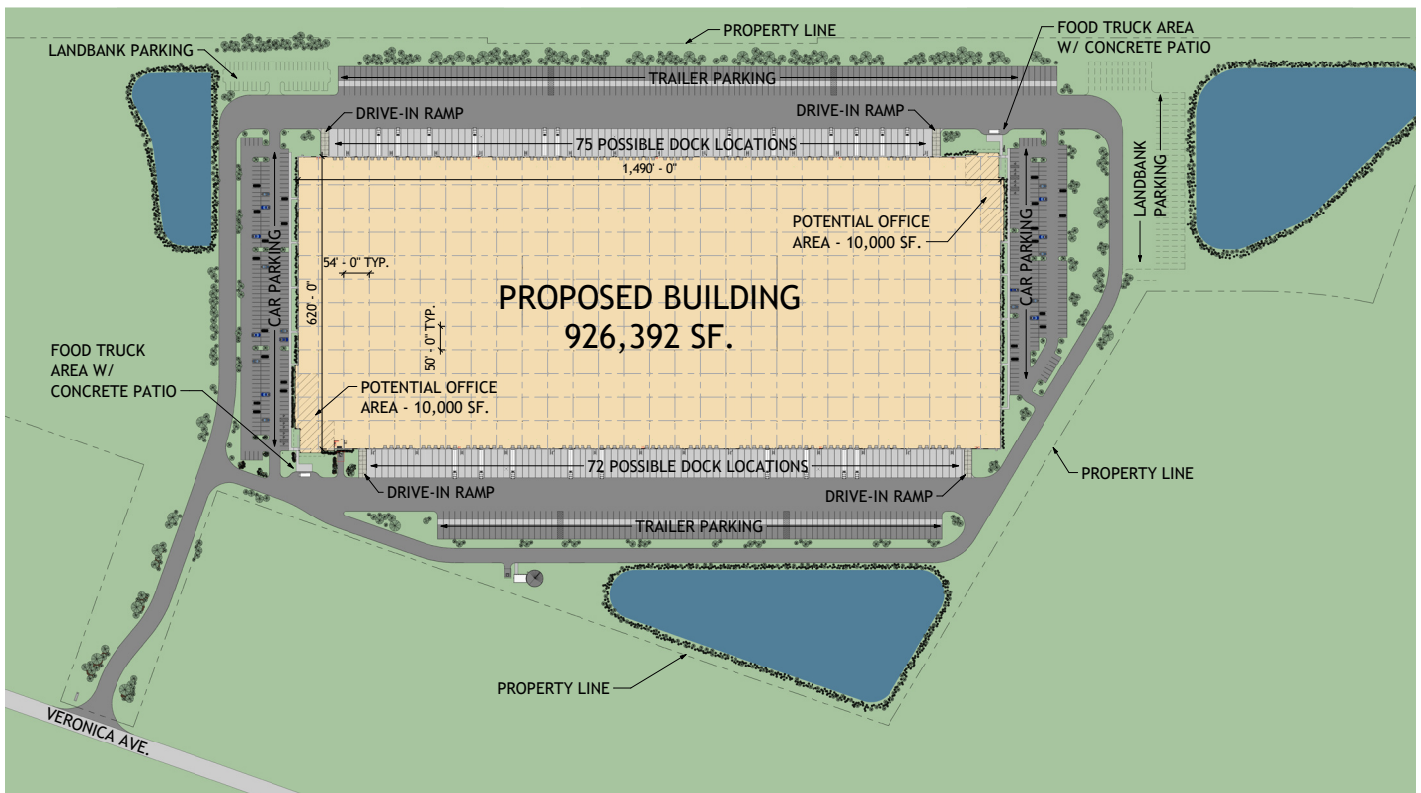 PROPERTY LINE
FOOD TRUCK AREA
W/ CONCRETE PATIO
LANDBANK PARKING
TRAILER PARKING
DRIVE-IN RAMP
DRIVE-IN RAMP
75 POSSIBLE DOCK LOCATIONS
1,490' - 0"
LANDBANK
PARKING
POTENTIAL OFFICE
AREA - 10,000 SF.
CAR PARKING
CAR PARKING
54' - 0" TYP.
620' - 0"
PROPOSED BUILDING
926,392 SF.
50' - 0" TYP.
FOOD TRUCK
AREA W/
CONCRETE PATIO
POTENTIAL OFFICE
AREA - 10,000 SF.
72 POSSIBLE DOCK LOCATIONS
PROPERTY LINE
DRIVE-IN RAMP
DRIVE-IN RAMP
TRAILER PARKING
PROPERTY LINE
VERONICA AVE.